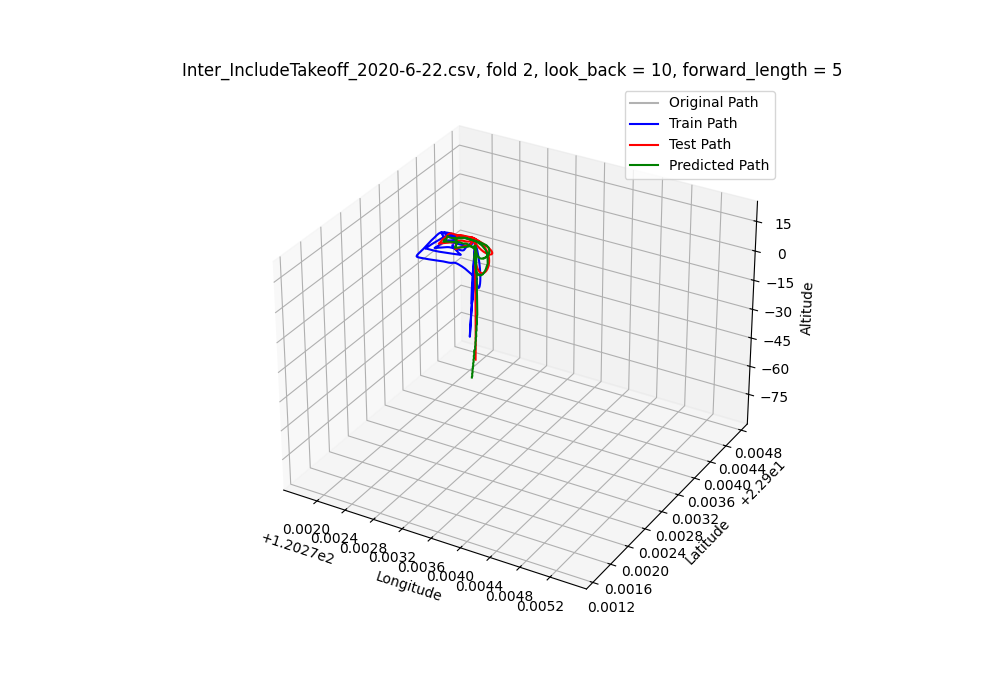 Inter_IncludeTakeoff_2020-6-22.csv, fold 2, look_back = 10, forward_length = 5
Original Path
Train Path
Test Path
Predicted Path
15
0
−15
−30
−45
−60
−75
Altitude
0.0048
0.0044
0.0040
0.0036
0.0032
0.0028
0.0024
0.0020
0.0016
0.0012
+2.29e1
Latitude
0.0020
0.0024
0.0028
0.0032
0.0036
0.0040
0.0044
0.0048
0.0052
+1.2027e2
Longitude